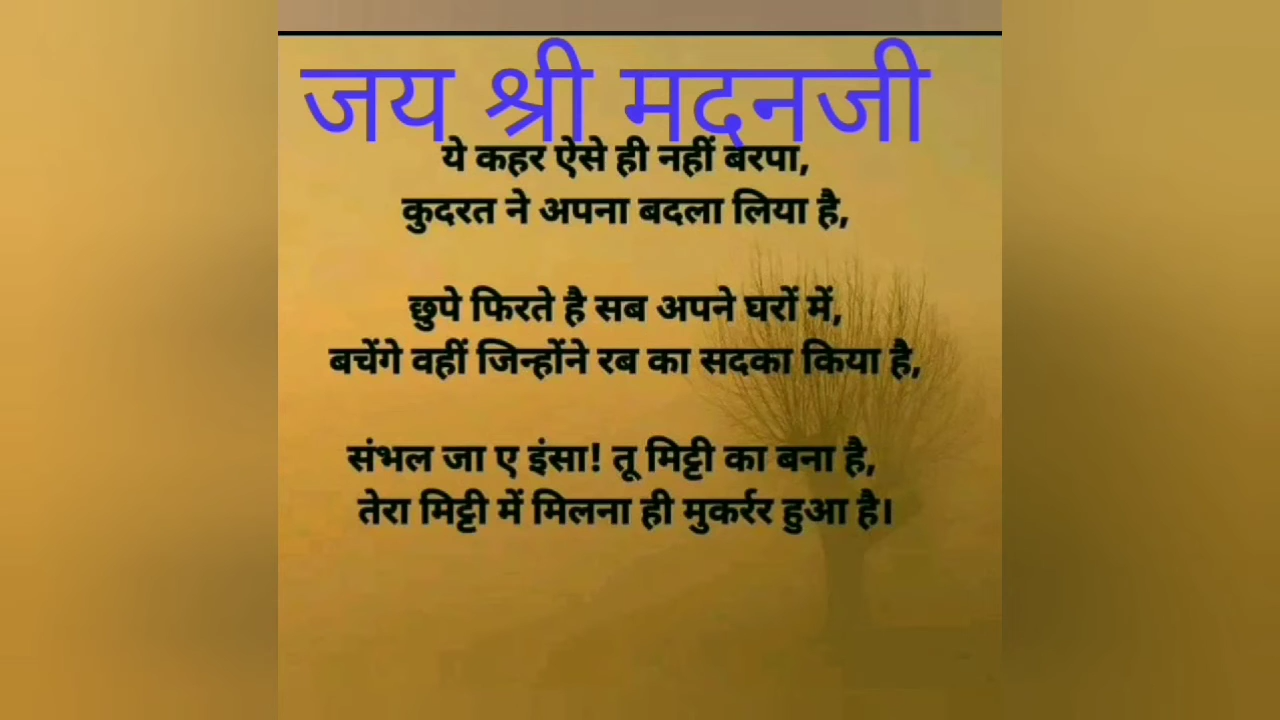 जय श्री मदनजी
ये कहर ऐसे ही नहीं बरपा,
कुदरत ने अपना बदला लिया है,
छुपे फिरते है सब अपने घरों में,
बचेंगे वहीं जिन्होंने रब का सदका किया है,
संभल जा ए इंसा! तू मिट्टी का बना है,
तेरा मिट्टी में मिलना ही मुकर्रर हुआ है।